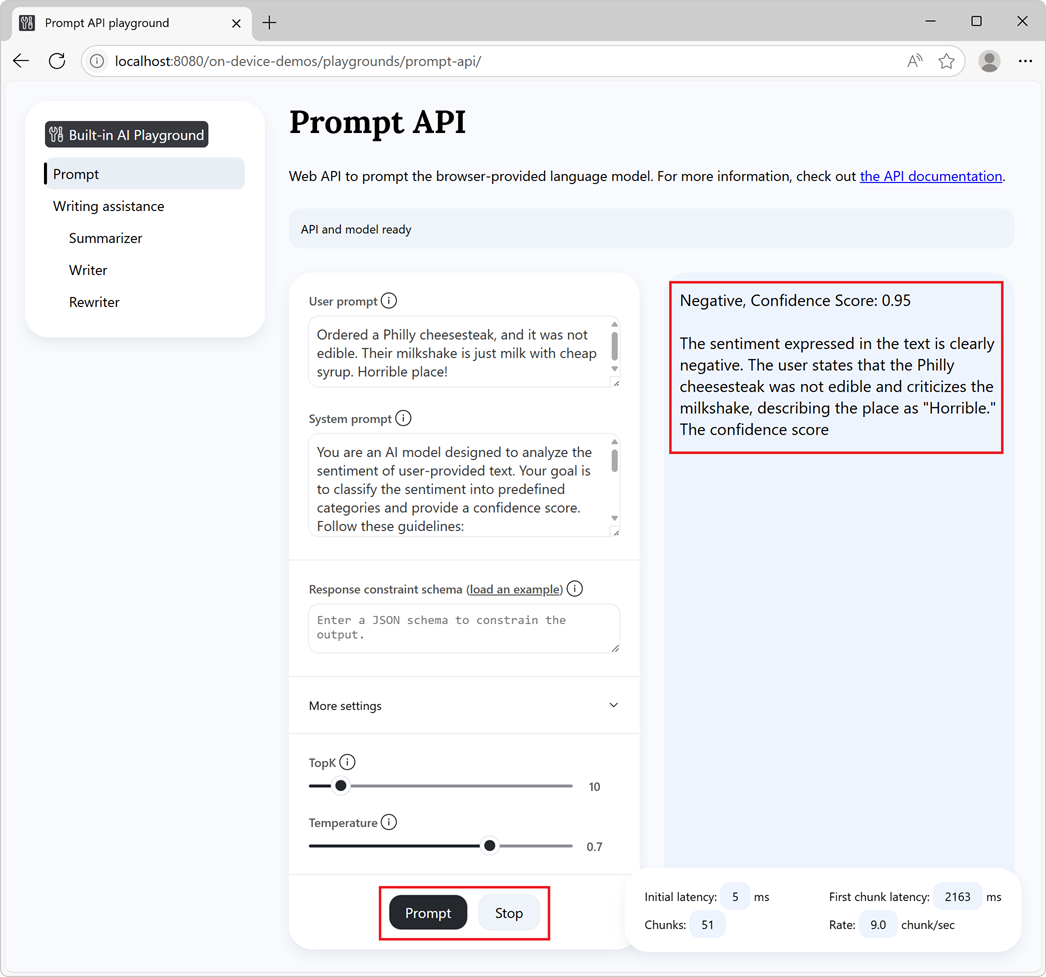 Prompt API playground
localhost:8080/on-device-demos/playgrounds/prompt-api/
Built-in AI Playground
Prompt
Writing assistance
Summarizer
Writer
Rewriter
Prompt API
Web API to prompt the browser-provided language model. For more information, check out the API documentation.
API and model ready
User prompt
Ordered a Philly cheesesteak, and it was not
edible. Their milkshake is just milk with cheap
syrup. Horrible place!
System prompt
You are an AI model designed to analyze the
sentiment of user-provided text. Your goal is
to classify the sentiment into predefined
categories and provide a confidence score.
Follow these guidelines:
Response constraint schema (load an example)
Enter a JSON schema to constrain the
output.
More settings
TopK
10
Temperature
0.7
Prompt Stop
Negative, Confidence Score: 0.95
The sentiment expressed in the text is clearly
negative. The user states that the Philly
cheesesteak was not edible and criticizes the
milkshake, describing the place as "Horrible."
The confidence score
Initial latency: 5 ms First chunk latency: 2163 ms
Chunks: 51 Rate: 9.0 chunk/sec